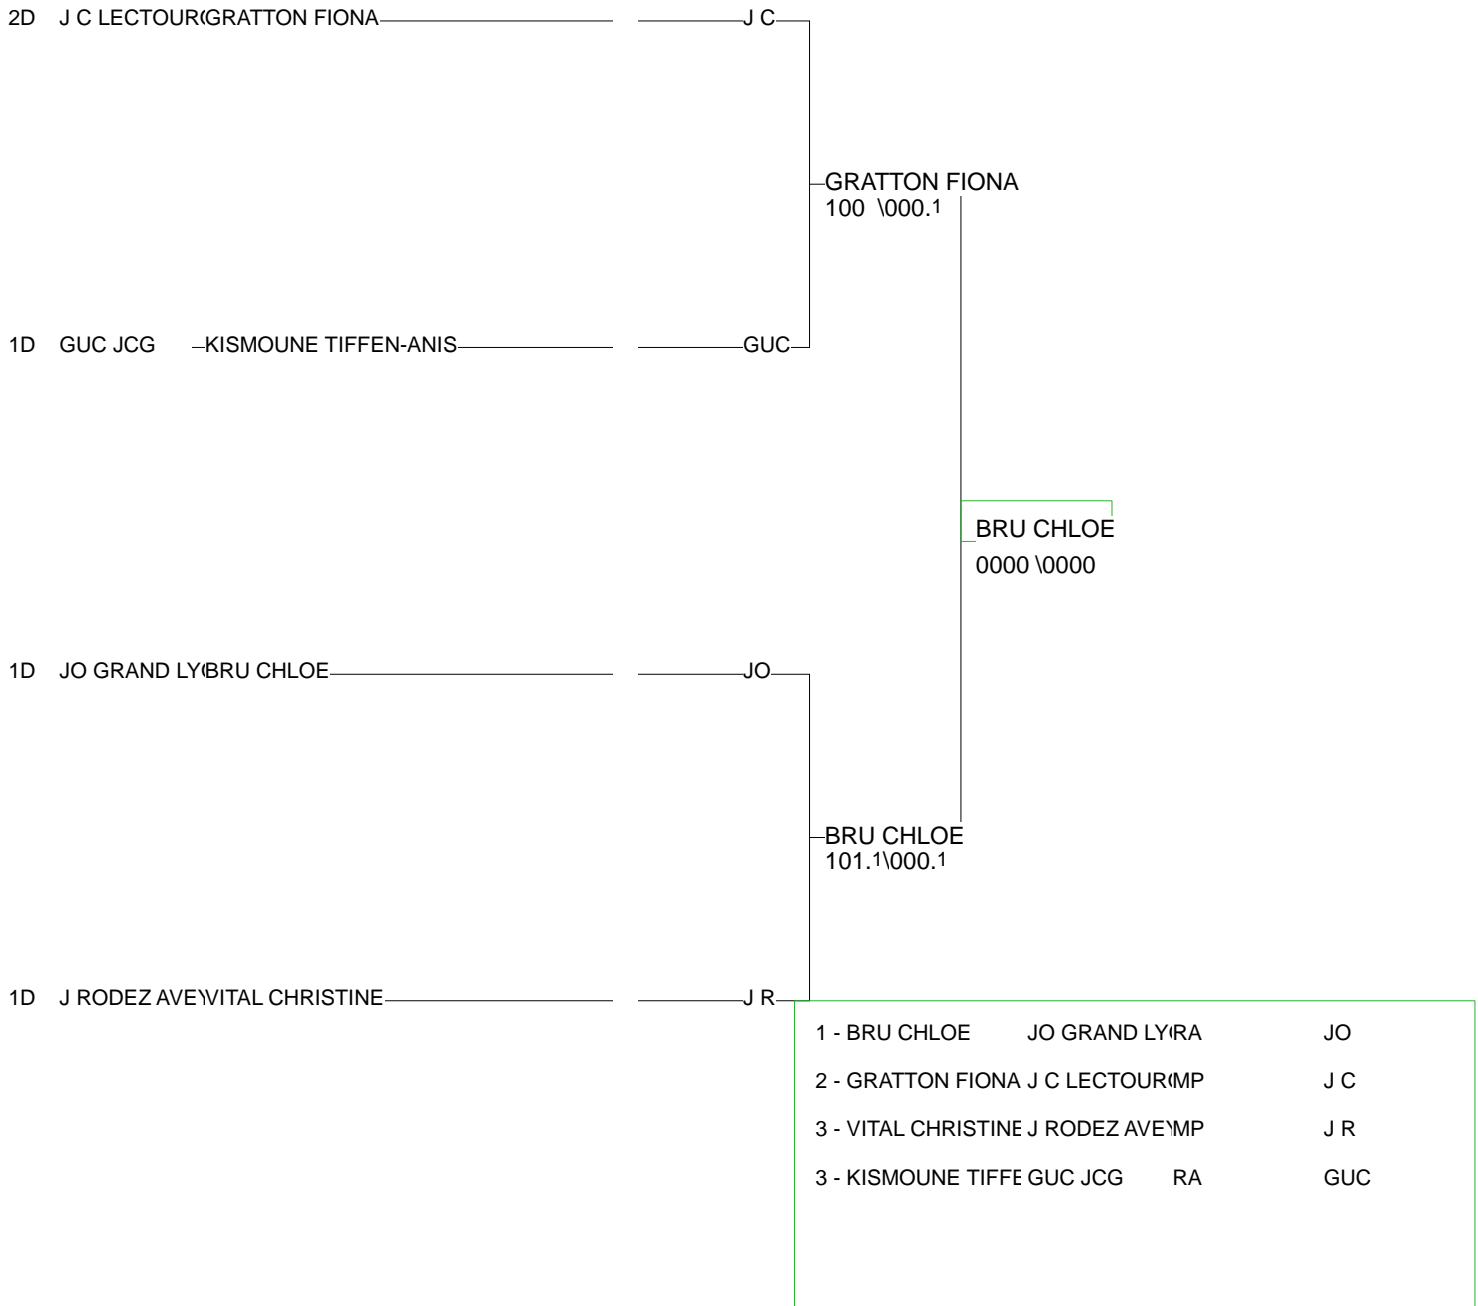 2D J C LECTOUR GRATTON FIONA J C
GRATTON FIONA
100 \000.1
1D GUC JCG KISMOUNE TIFFEN-ANIS GUC
BRU CHLOE
0000 \0000
1D JO GRAND LY BRU CHLOE JO
BRU CHLOE
101.1\000.1
1D J RODEZ AVE VITAL CHRISTINE J R
1 - BRU CHLOE JO GRAND LY RA JO
2 - GRATTON FIONA J C LECTOUR MP J C
3 - VITAL CHRISTINE J RODEZ AVE MP J R
3 - KISMOUNE TIFFE GUC JCG RA GUC